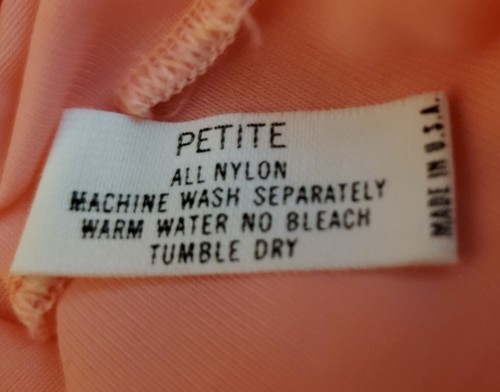 PETITE
ALL NYLON
MACHINE WASH SEPARATELY
WARM WATER NO BLEACH
TUMBLE DRY
MADE IN U.S.A.